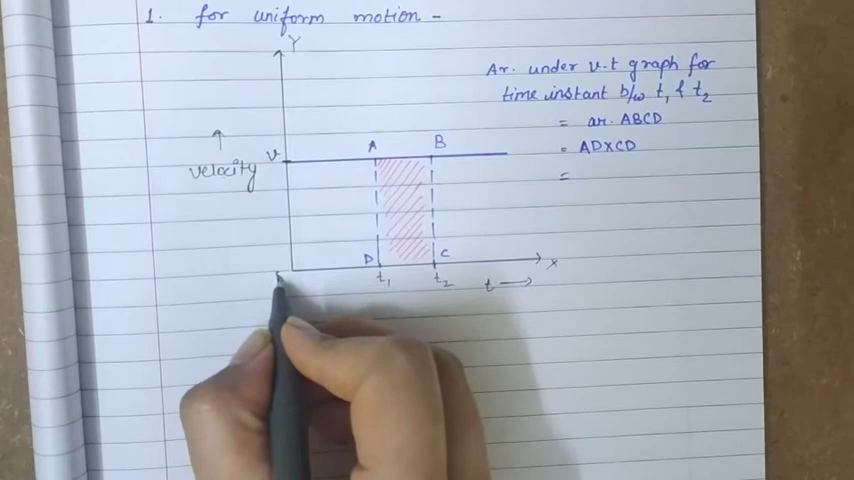 1. for uniform motion -
Y
Ar. under v.t graph for
time instant b/w t₁ & t₂
= ar. ABCD
= AD×CD
=
A B
v
velocity
D C
x
t₁ t₂ t